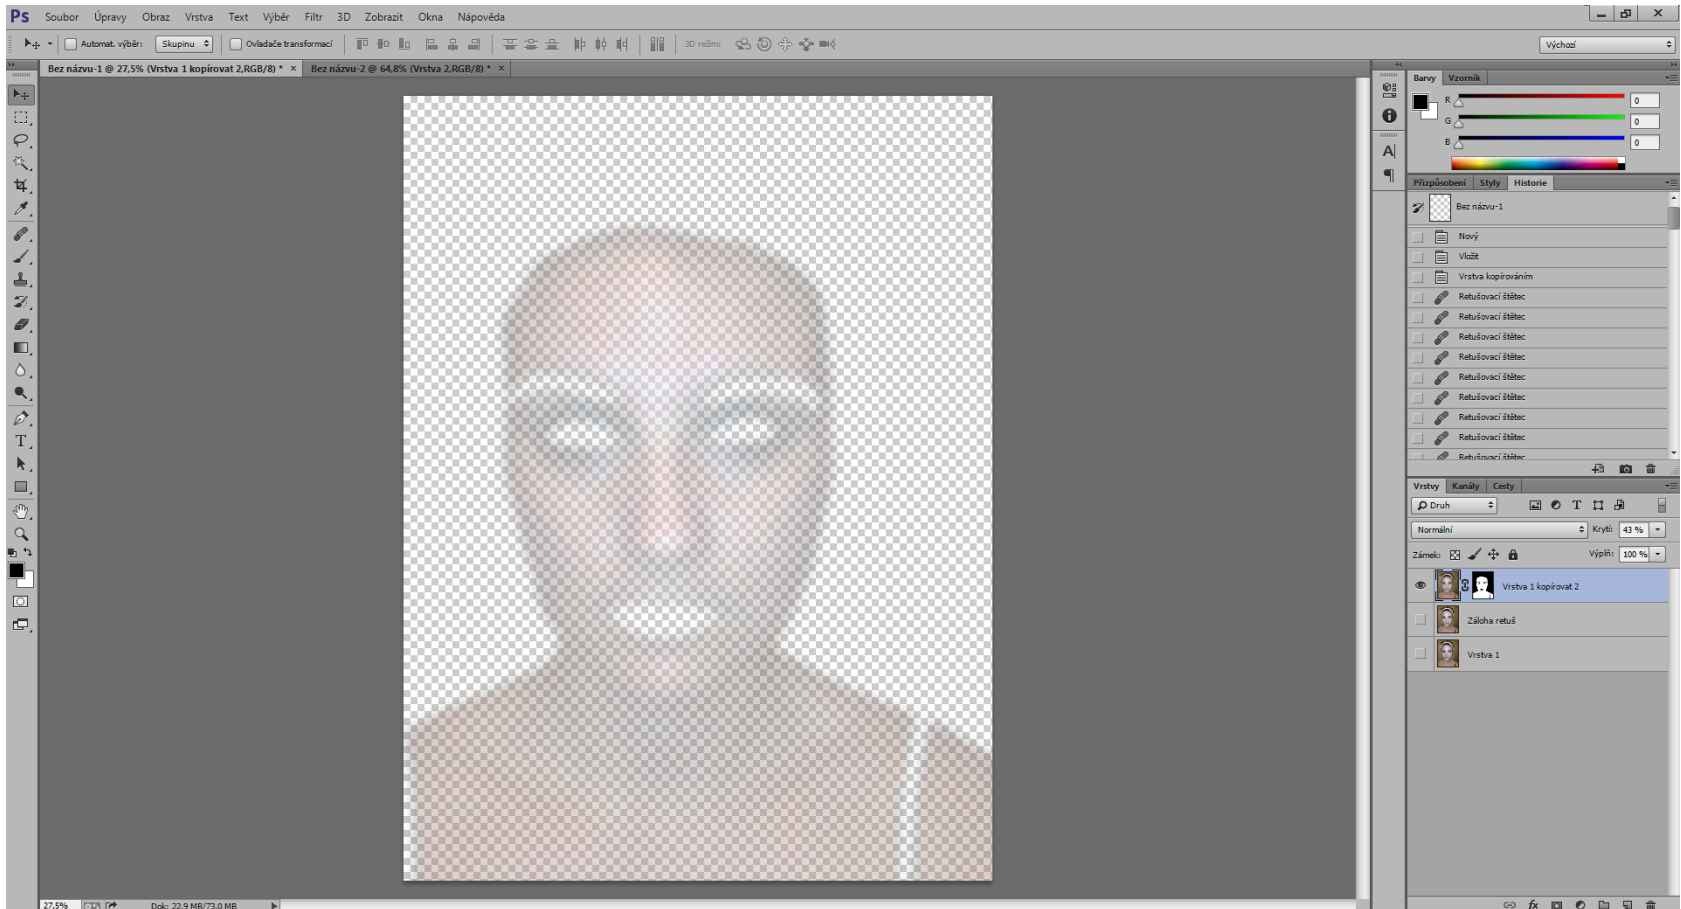 Ps Soubor Úpravy Obraz Vrstva Text Výběr Filtr 3D Zobrazit Okna Nápověda
Automat. výběr: Skupinu Ovladače transformací 3D režim: Výchozí
Bez názvu-1 @ 27,5% (Vrstva 1 kopírovat 2,RGB/8) * × Bez názvu-2 @ 64,8% (Vrstva 2,RGB/8) * ×
Barvy Vzorník
R 0
G 0
B 0
Přizpůsobení Styly Historie
Bez názvu-1
Nový
Vložit
Vrstva kopírováním
Retušovací štětec
Retušovací štětec
Retušovací štětec
Retušovací štětec
Retušovací štětec
Retušovací štětec
Retušovací štětec
Retušovací štětec
Retušovací štětec
Vrstvy Kanály Cesty
Druh
Normální Krytí: 43 %
Zámek: Výplň: 100 %
Vrstva 1 kopírovat 2
Záloha retuš
Vrstva 1
27,5% Dok: 22,9 MB/73,0 MB
fx